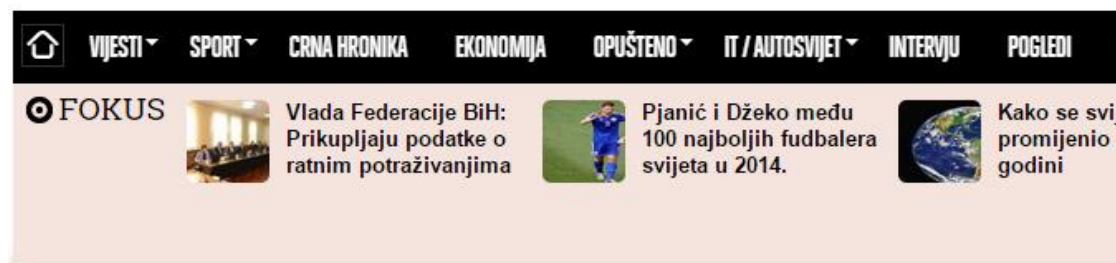 VIJESTI SPORT CRNA HRONIKA EKONOMIJA OPUŠTENO IT / AUTOSVIJET INTERVJU POGLEDI
FOKUS
Vlada Federacije BiH:
Prikupljaju podatke o
ratnim potraživanjima
Pjanić i Džeko među
100 najboljih fudbalera
svijeta u 2014.
Kako se
promijenio
godini